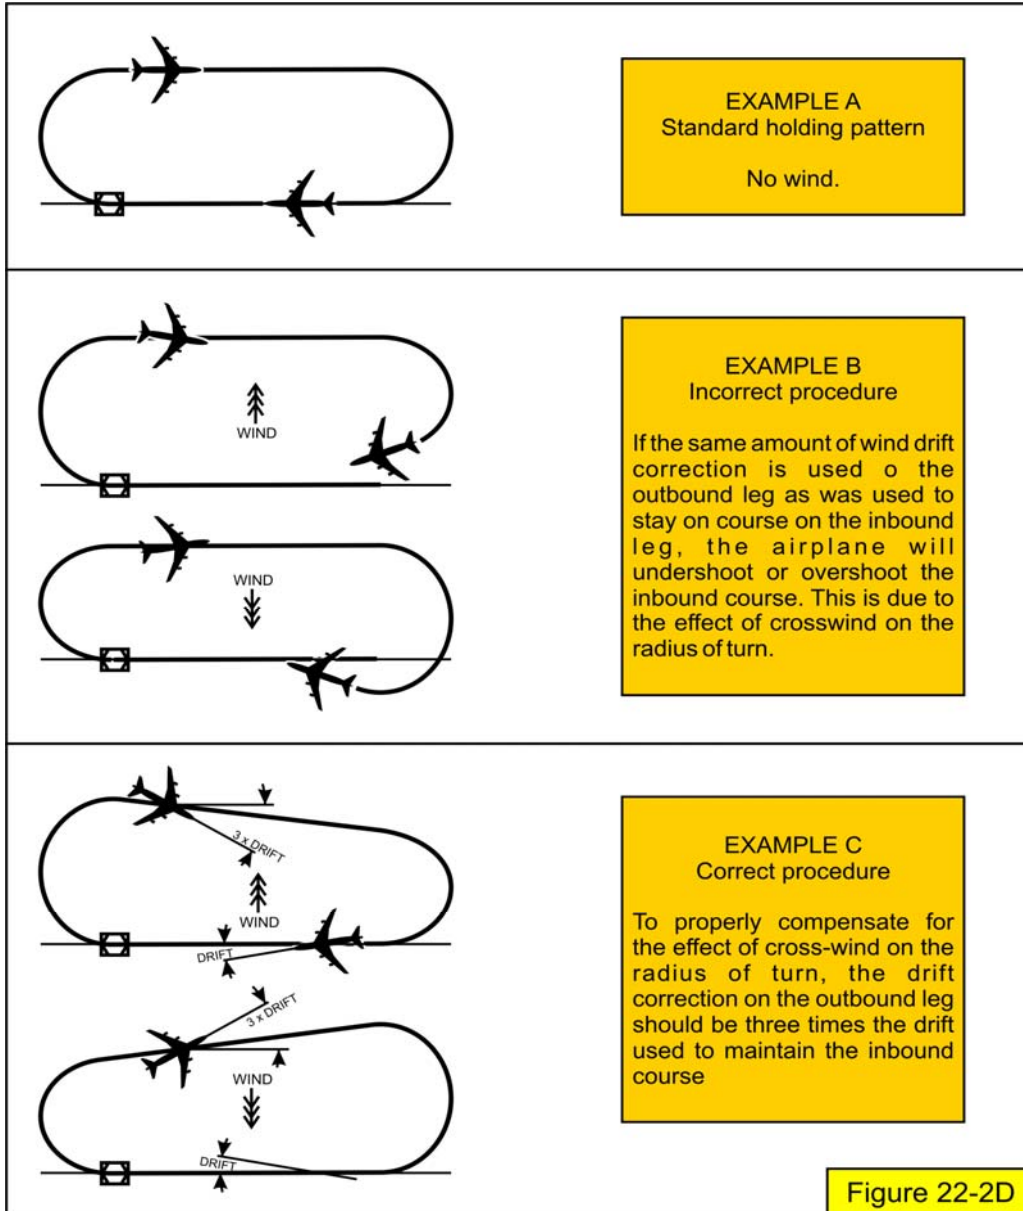 EXAMPLE A
Standard holding pattern
No wind.
WIND
WIND
EXAMPLE B
Incorrect procedure
If the same amount of wind drift
correction is used o the
outbound leg as was used to
stay on course on the inbound
leg, the airplane will
undershoot or overshoot the
inbound course. This is due to
the effect of crosswind on the
radius of turn.
3 x DRIFT
WIND
DRIFT
3 x DRIFT
WIND
DRIFT
EXAMPLE C
Correct procedure
To properly compensate for
the effect of cross-wind on the
radius of turn, the drift
correction on the outbound leg
should be three times the drift
used to maintain the inbound
course
Figure 22-2D